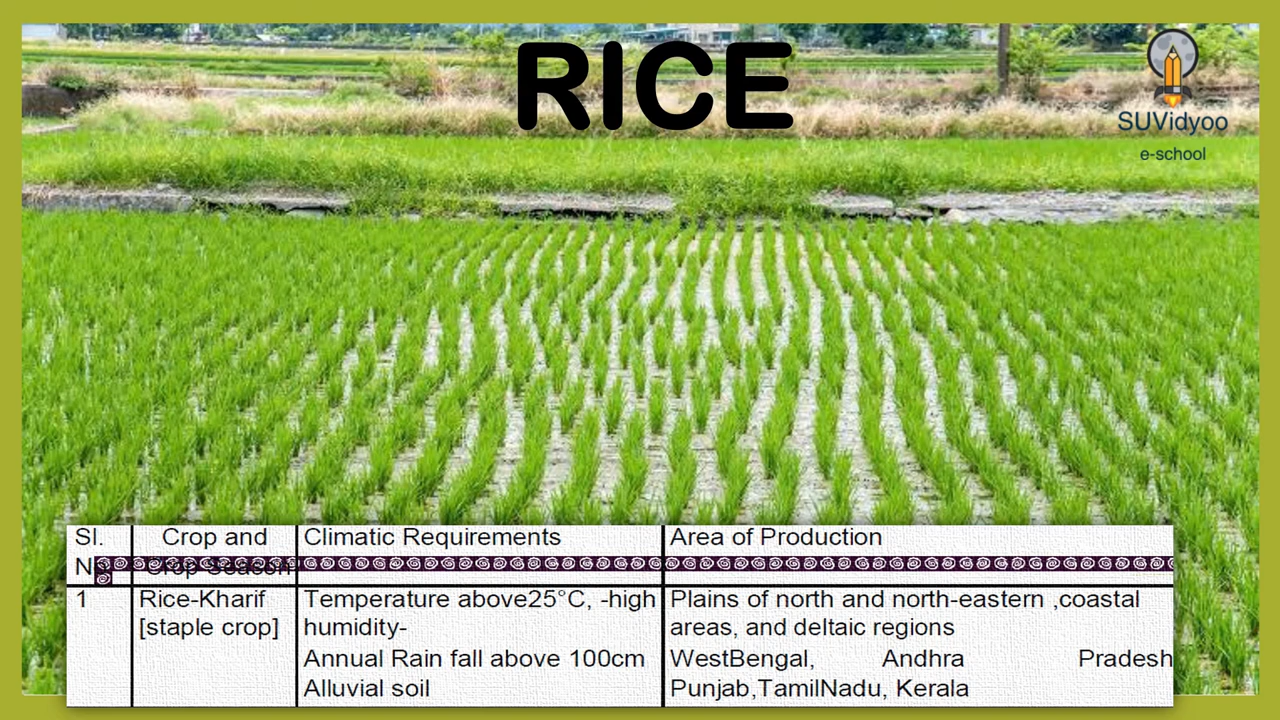 RICE
SUVidyoo
e-school
Sl. No
Crop and
Crop Season
Climatic Requirements
Area of Production
1
Rice-Kharif
[staple crop]
Temperature above25°C, -high
humidity-
Annual Rain fall above 100cm
Alluvial soil
Plains of north and north-eastern ,coastal
areas, and deltaic regions
WestBengal, Andhra Pradesh
Punjab,TamilNadu, Kerala